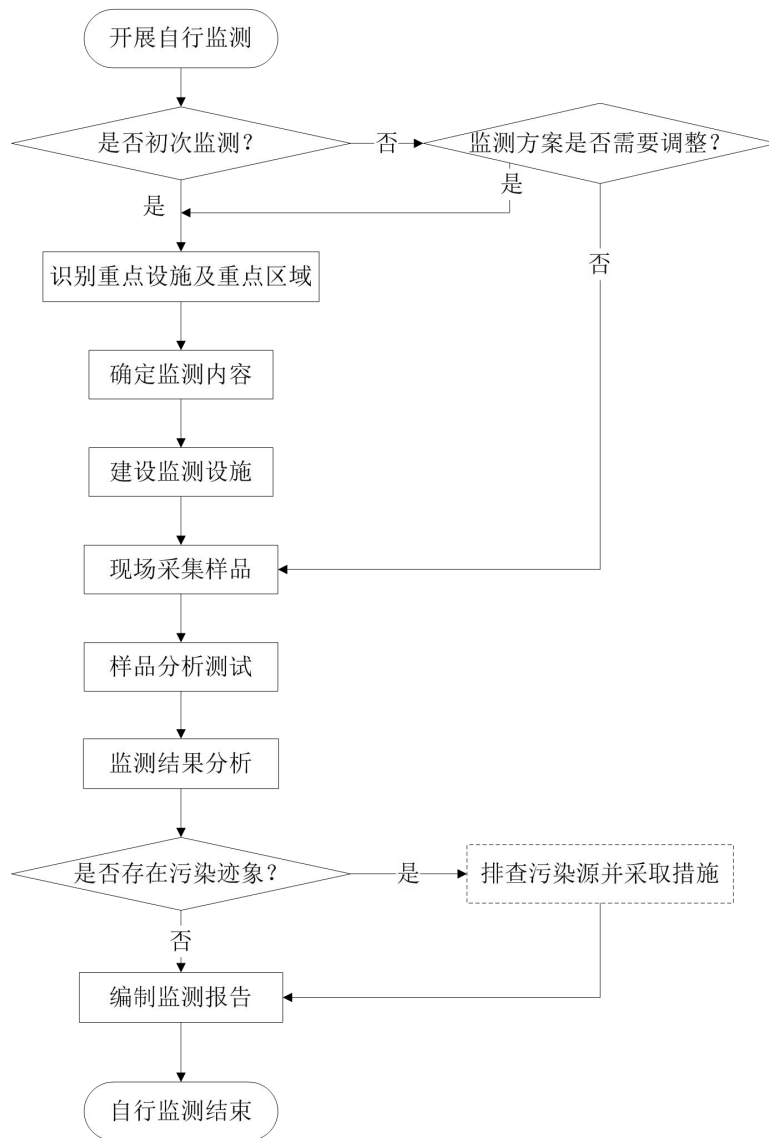 开展自行监测
是否初次监测？
否
监测方案是否需要调整？
是
是
否
识别重点设施及重点区域
确定监测内容
建设监测设施
现场采集样品
样品分析测试
监测结果分析
是否存在污染迹象？
是
排查污染源并采取措施
否
编制监测报告
自行监测结束